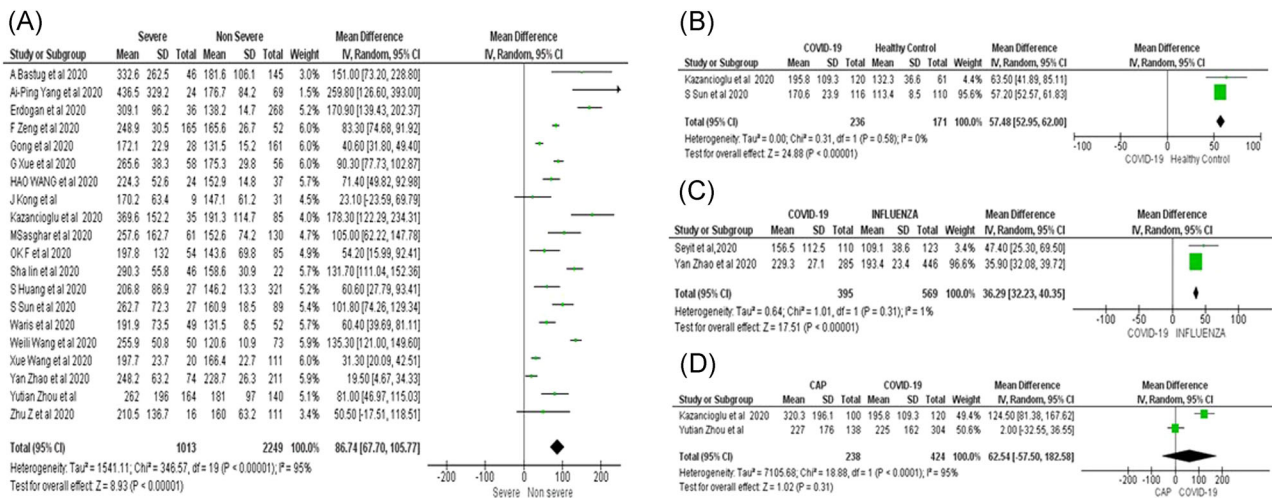 (A)
Severe Non Severe Mean Difference Mean Difference
Study or Subgroup Mean SD Total Mean SD Total Weight IV, Random, 95% CI IV, Random, 95% CI
A Bastug et al 2020 332.6 262.5 46 181.6 106.1 145 3.0% 151.00 [73.20, 228.80]
Ai-Ping Yang et al 2020 436.5 329.2 24 176.7 84.2 69 1.6% 259.80 [126.60, 393.00]
Erdogan et al 2020 309.1 96.2 36 138.2 14.7 268 6.0% 170.90 [139.43, 202.37]
F Zeng et al 2020 248.9 30.5 165 165.6 26.7 52 6.8% 83.30 [74.68, 91.92]
Gong et al 2020 172.1 22.9 28 131.5 15.2 161 6.8% 40.60 [31.80, 49.40]
G Xue et al 2020 265.6 38.3 58 175.3 29.8 56 6.8% 90.30 [77.73, 102.87]
HAO WANG et al 2020 224.3 52.6 24 152.9 14.8 37 6.5% 71.40 [49.82, 92.98]
J Kong et al 170.2 63.4 9 147.1 61.2 31 4.9% 23.10 [-23.59, 69.79]
Kazancioglu et al 2020 369.6 152.2 35 191.3 114.7 85 4.2% 178.30 [122.29, 234.31]
MSasghar et al 2020 257.6 162.7 61 152.6 74.2 130 5.2% 105.00 [62.22, 147.78]
OK F et al 2020 197.8 132 54 143.6 69.8 85 5.4% 54.20 [15.99, 92.41]
Sha lin et al 2020 290.3 55.8 46 158.6 30.9 22 6.5% 131.70 [111.04, 152.36]
S Huang et al 2020 206.8 86.9 27 146.2 13.3 321 5.9% 60.60 [27.79, 93.41]
S Sun et al 2020 262.7 72.3 27 160.9 18.5 89 6.2% 101.80 [74.26, 129.34]
Waris et al 2020 191.9 73.5 49 131.5 8.5 52 6.5% 60.40 [39.69, 81.11]
Weili Wang et al 2020 255.9 50.8 50 120.6 10.9 73 6.7% 135.30 [121.00, 149.60]
Xue Wang et al 2020 197.7 23.7 20 166.4 22.7 111 6.8% 31.30 [20.09, 42.51]
Yan Zhao et al 2020 248.2 63.2 74 228.7 26.3 211 6.7% 19.50 [4.67, 34.33]
Yutian Zhou et al 262 196 164 181 97 140 5.8% 81.00 [46.97, 115.03]
Zhu Z et al 2020 210.5 136.7 16 160 63.2 111 3.5% 50.50 [-17.51, 118.51]
Total (95% CI) 1013 2249 100.0% 86.74 [67.70, 105.77]
Heterogeneity: Tau² = 1541.11; Chi² = 346.57, df = 19 (P < 0.00001); I² = 95%
Test for overall effect: Z = 8.93 (P < 0.00001)
-200 -100 0 100 200
Severe Non severe
(B)
COVID-19 Healthy Control Mean Difference Mean Difference
Study or Subgroup Mean SD Total Mean SD Total Weight IV, Random, 95% CI IV, Random, 95% CI
Kazancioglu et al 2020 195.8 109.3 120 132.3 36.6 61 4.4% 63.50 [41.89, 85.11]
S Sun et al 2020 170.6 23.9 116 113.4 8.5 110 95.6% 57.20 [52.57, 61.83]
Total (95% CI) 236 171 100.0% 57.48 [52.95, 62.00]
Heterogeneity: Tau² = 0.00; Chi² = 0.31, df = 1 (P = 0.58); I² = 0%
Test for overall effect: Z = 24.88 (P < 0.00001)
-100 -50 0 50 100
COVID-19 Healthy Control
(C)
COVID-19 INFLUENZA Mean Difference Mean Difference
Study or Subgroup Mean SD Total Mean SD Total Weight IV, Random, 95% CI IV, Random, 95% CI
Seyit et al,2020 156.5 112.5 110 109.1 38.6 123 3.4% 47.40 [25.30, 69.50]
Yan Zhao et al 2020 229.3 27.1 285 193.4 23.4 446 96.6% 35.90 [32.08, 39.72]
Total (95% CI) 395 569 100.0% 36.29 [32.23, 40.35]
Heterogeneity: Tau² = 0.64; Chi² = 1.01, df = 1 (P = 0.31); I² = 1%
Test for overall effect: Z = 17.51 (P < 0.00001)
-100 -50 0 50 100
COVID-19 INFLUENZA
(D)
CAP COVID-19 Mean Difference Mean Difference
Study or Subgroup Mean SD Total Mean SD Total Weight IV, Random, 95% CI IV, Random, 95% CI
Kazancioglu et al 2020 320.3 196.1 100 195.8 109.3 120 49.4% 124.50 [81.38, 167.62]
Yutian Zhou et al 227 176 138 225 162 304 50.6% 2.00 [-32.55, 36.55]
Total (95% CI) 238 424 100.0% 62.54 [-57.50, 182.58]
Heterogeneity: Tau² = 7105.68; Chi² = 18.88, df = 1 (P < 0.0001); I² = 95%
Test for overall effect: Z = 1.02 (P = 0.31)
-200 -100 0 100 200
CAP COVID-19